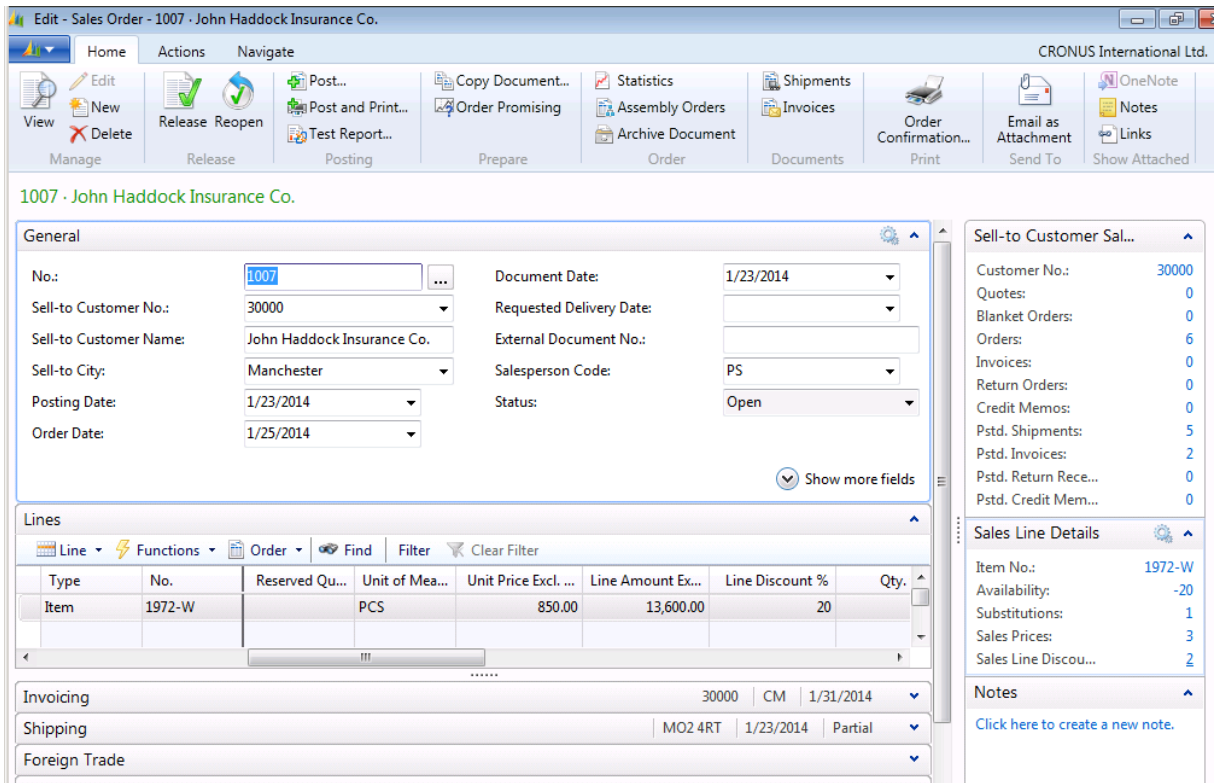 Edit - Sales Order - 1007 · John Haddock Insurance Co.
Home Actions Navigate CRONUS International Ltd.
View
Edit
New
Delete
Manage
Release Reopen
Release
Post...
Post and Print...
Test Report...
Posting
Copy Document...
Order Promising
Prepare
Statistics
Assembly Orders
Archive Document
Order
Shipments
Invoices
Documents
Order Confirmation...
Print
Email as Attachment
Send To
OneNote
Notes
Links
Show Attached
1007 · John Haddock Insurance Co.
General
No.: 1007 ...
Sell-to Customer No.: 30000
Sell-to Customer Name: John Haddock Insurance Co.
Sell-to City: Manchester
Posting Date: 1/23/2014
Order Date: 1/25/2014
Document Date: 1/23/2014
Requested Delivery Date:
External Document No.:
Salesperson Code: PS
Status: Open
Show more fields
Lines
Line Functions Order Find Filter Clear Filter
Type No. Reserved Qu... Unit of Mea... Unit Price Excl. ... Line Amount Ex... Line Discount % Qty.
Item 1972-W PCS 850.00 13,600.00 20
Invoicing 30000 CM 1/31/2014
Shipping MO2 4RT 1/23/2014 Partial
Foreign Trade
Sell-to Customer Sal...
Customer No.: 30000
Quotes: 0
Blanket Orders: 0
Orders: 6
Invoices: 0
Return Orders: 0
Credit Memos: 0
Pstd. Shipments: 5
Pstd. Invoices: 2
Pstd. Return Rece... 0
Pstd. Credit Mem... 0
Sales Line Details
Item No.: 1972-W
Availability: -20
Substitutions: 1
Sales Prices: 3
Sales Line Discou... 2
Notes
Click here to create a new note.